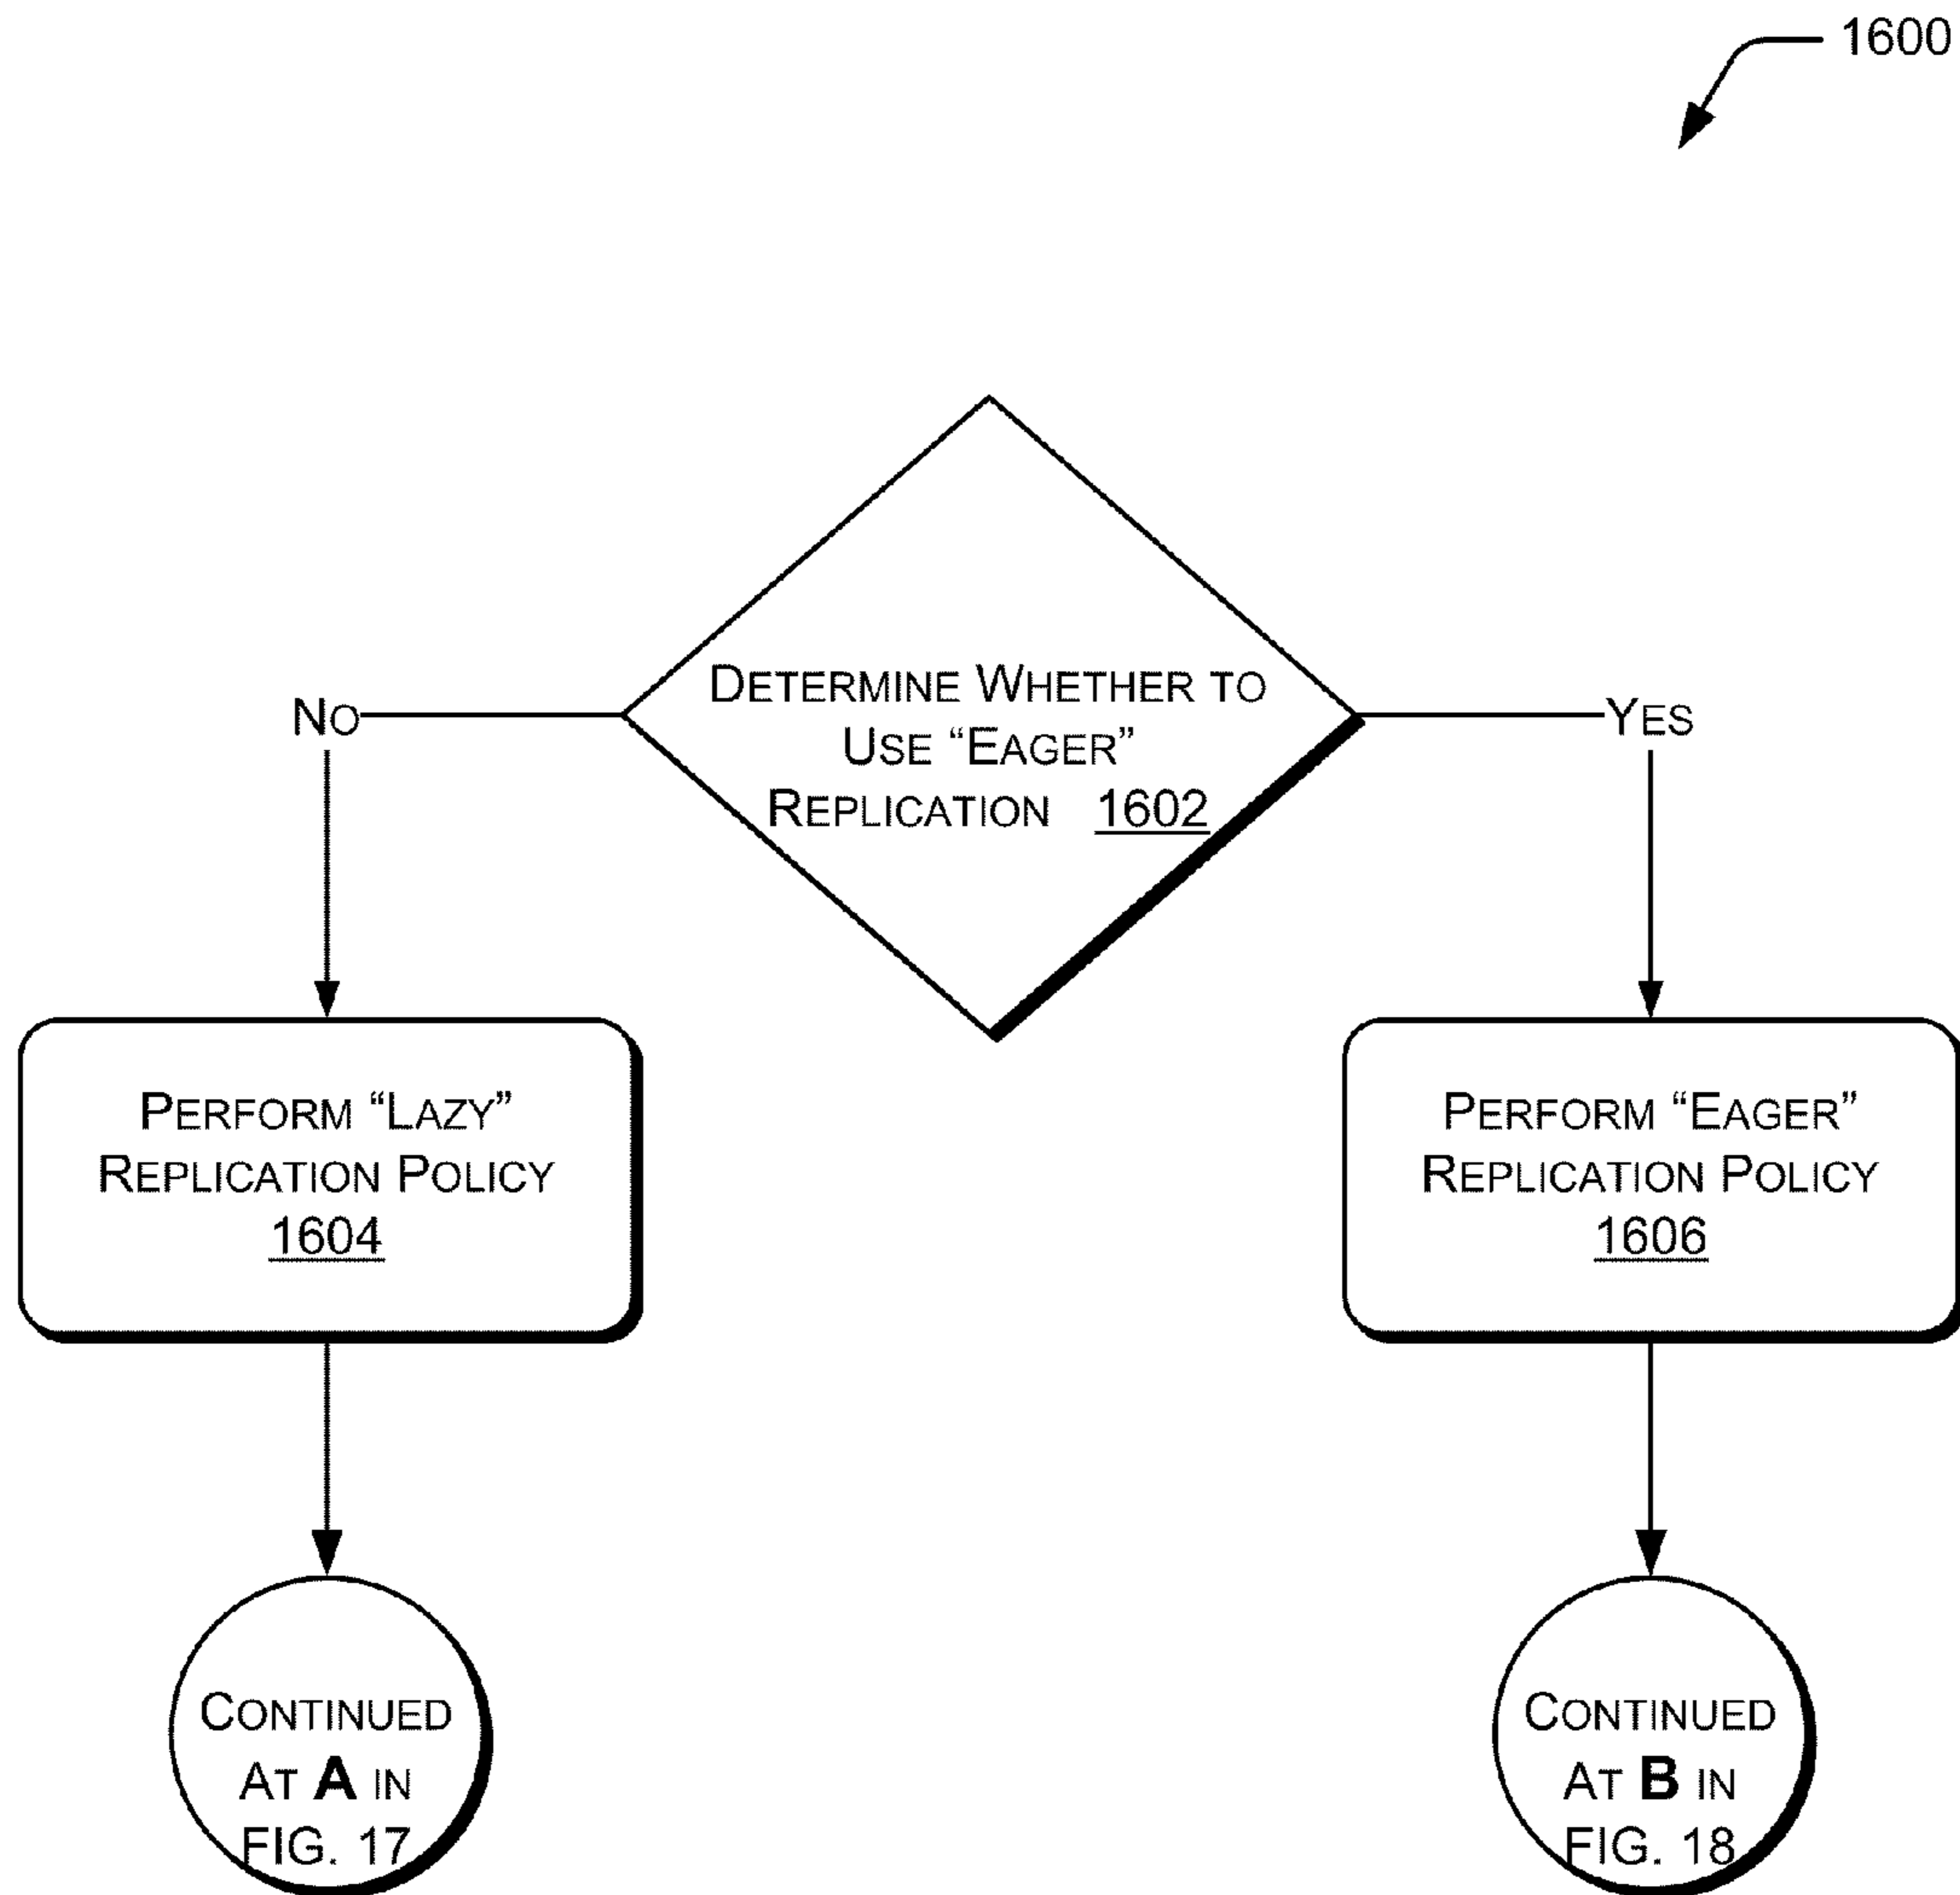 1600
DETERMINE WHETHER TO
USE “EAGER”
REPLICATION 1602
NO
YES
PERFORM “LAZY”
REPLICATION POLICY
1604
PERFORM “EAGER”
REPLICATION POLICY
1606
CONTINUED
AT A IN
FIG. 17
CONTINUED
AT B IN
FIG. 18